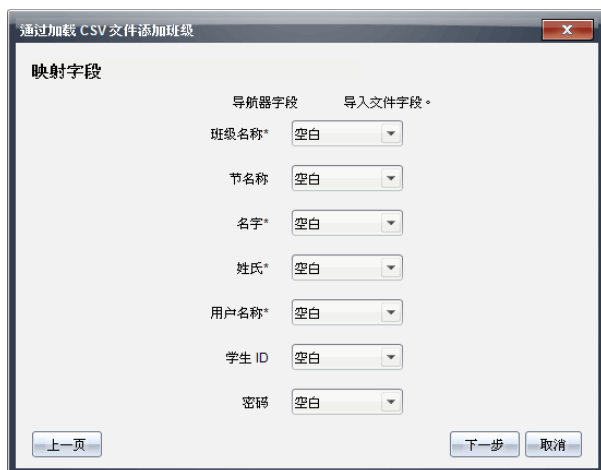 通过加载 CSV 文件添加班级
映射字段
导航器字段 导入文件字段。
班级名称* 空白
节名称 空白
名字* 空白
姓氏* 空白
用户名称* 空白
学生 ID 空白
密码 空白
上一页 下一步 取消